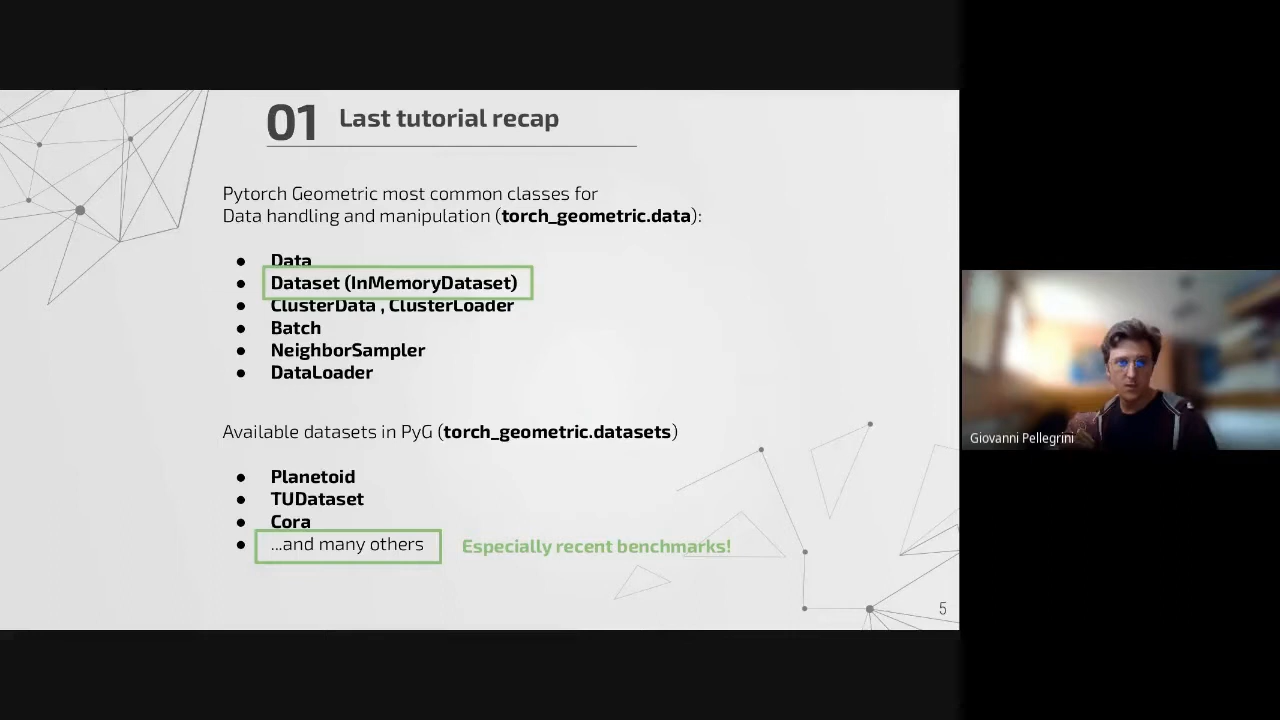 01 Last tutorial recap
Pytorch Geometric most common classes for
Data handling and manipulation (torch_geometric.data):
● Data
● Dataset (InMemoryDataset)
● ClusterData , ClusterLoader
● Batch
● NeighborSampler
● DataLoader
Available datasets in PyG (torch_geometric.datasets)
● Planetoid
● TUDataset
● Cora
● ...and many others Especially recent benchmarks!
5
Giovanni Pellegrini